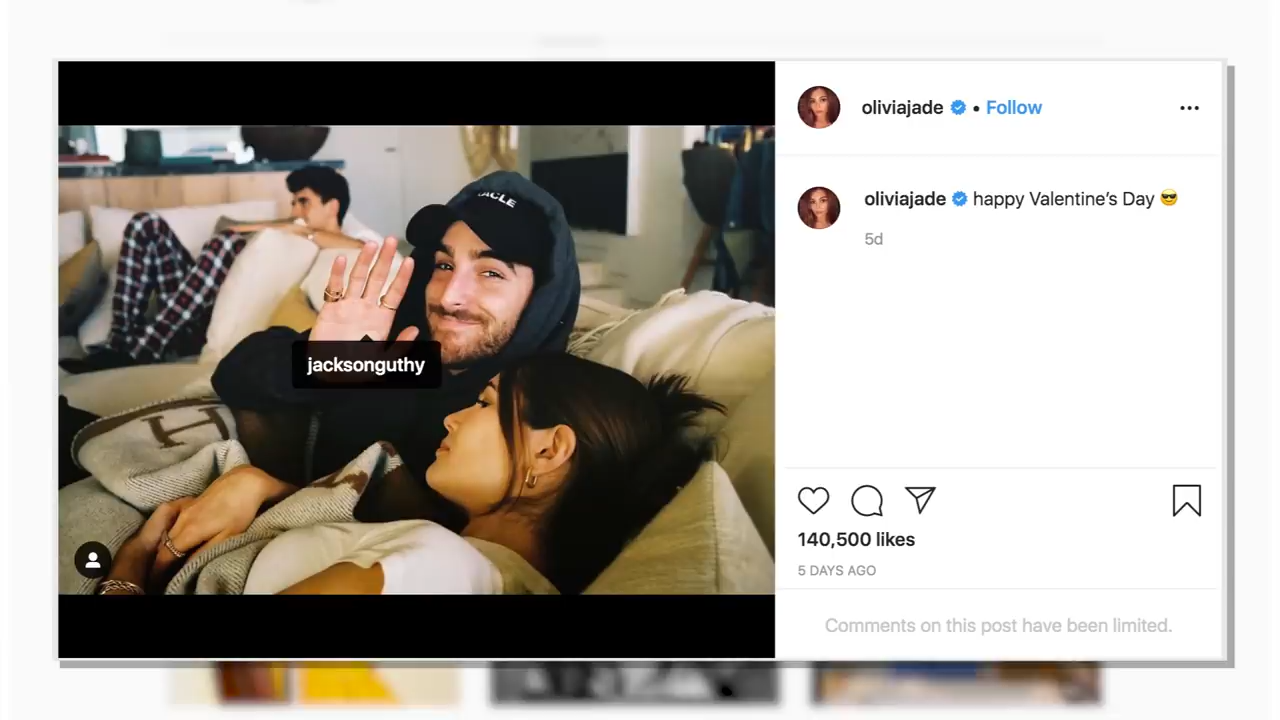 oliviajade • Follow
oliviajade happy Valentine's Day 😎
5d
ACLE
jacksonguthy
H
140,500 likes
5 DAYS AGO
Comments on this post have been limited.